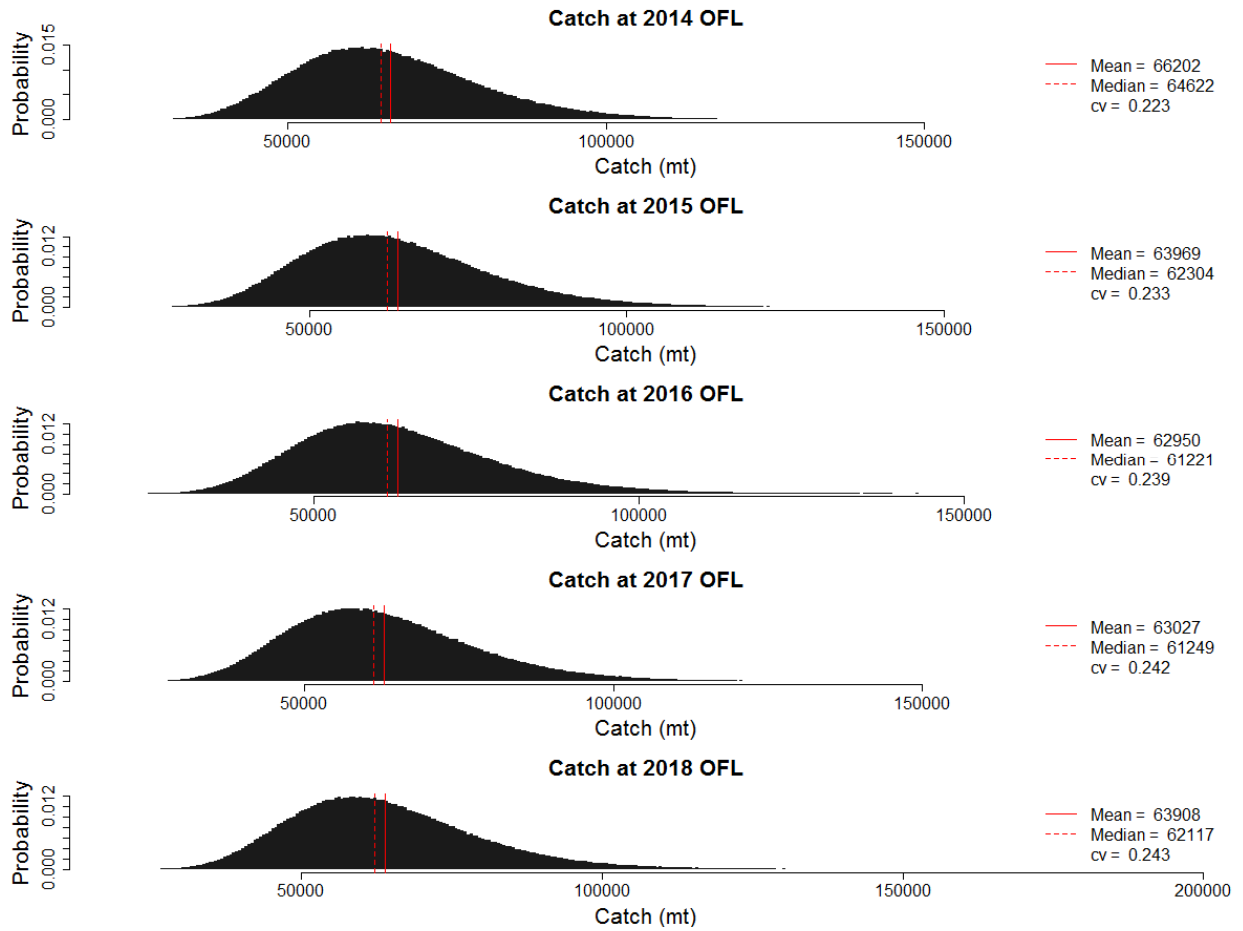 Catch at 2014 OFL
Probability
0.000 0.015
50000 100000 150000
Catch (mt)
Mean = 66202
Median = 64622
cv = 0.223
Catch at 2015 OFL
Probability
0.000 0.012
50000 100000 150000
Catch (mt)
Mean = 63969
Median = 62304
cv = 0.233
Catch at 2016 OFL
Probability
0.000 0.012
50000 100000 150000
Catch (mt)
Mean = 62950
Median = 61221
cv = 0.239
Catch at 2017 OFL
Probability
0.000 0.012
50000 100000 150000
Catch (mt)
Mean = 63027
Median = 61249
cv = 0.242
Catch at 2018 OFL
Probability
0.000 0.012
50000 100000 150000 200000
Catch (mt)
Mean = 63908
Median = 62117
cv = 0.243